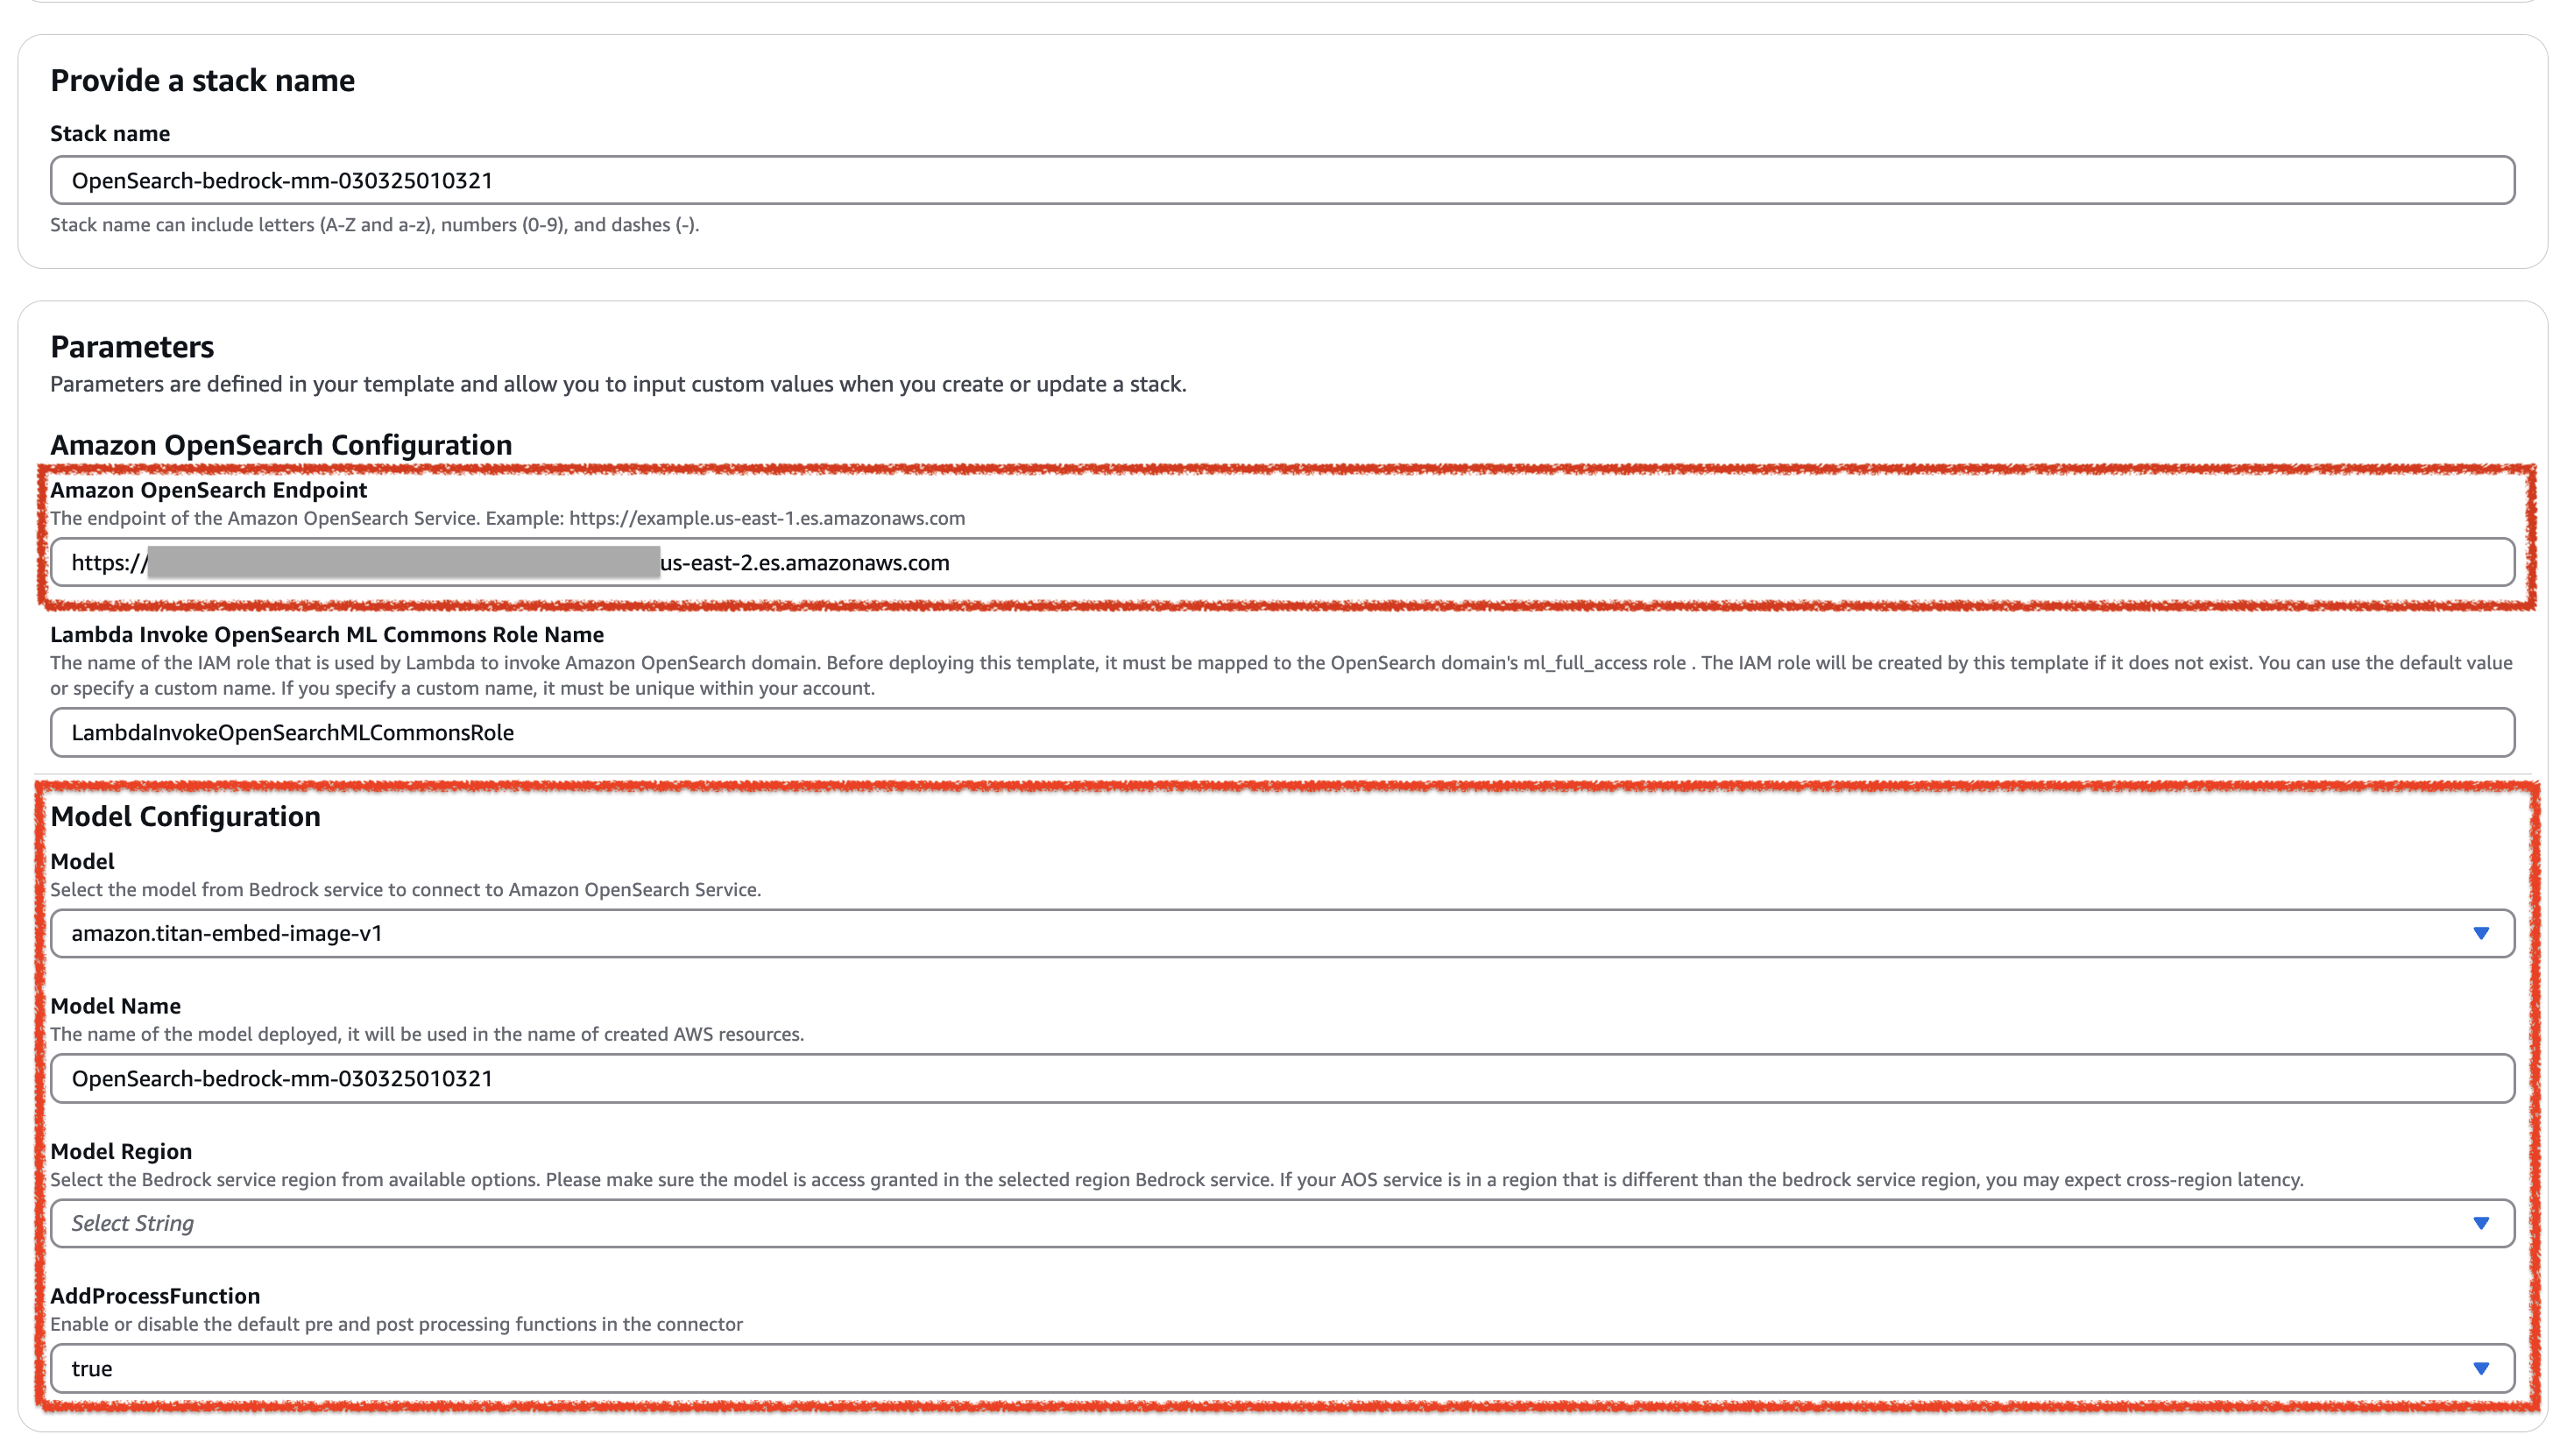 Provide a stack name
Stack name
OpenSearch-bedrock-mm-030325010321
Stack name can include letters (A-Z and a-z), numbers (0-9), and dashes (-).
Parameters
Parameters are defined in your template and allow you to input custom values when you create or update a stack.
Amazon OpenSearch Configuration
Amazon OpenSearch Endpoint
The endpoint of the Amazon OpenSearch Service. Example: https://example.us-east-1.es.amazonaws.com
https:// us-east-2.es.amazonaws.com
Lambda Invoke OpenSearch ML Commons Role Name
The name of the IAM role that is used by Lambda to invoke Amazon OpenSearch domain. Before deploying this template, it must be mapped to the OpenSearch domain's ml_full_access role . The IAM role will be created by this template if it does not exist. You can use the default value
or specify a custom name. If you specify a custom name, it must be unique within your account.
LambdaInvokeOpenSearchMLCommonsRole
Model Configuration
Model
Select the model from Bedrock service to connect to Amazon OpenSearch Service.
amazon.titan-embed-image-v1
Model Name
The name of the model deployed, it will be used in the name of created AWS resources.
OpenSearch-bedrock-mm-030325010321
Model Region
Select the Bedrock service region from available options. Please make sure the model is access granted in the selected region Bedrock service. If your AOS service is in a region that is different than the bedrock service region, you may expect cross-region latency.
Select String
AddProcessFunction
Enable or disable the default pre and post processing functions in the connector
true